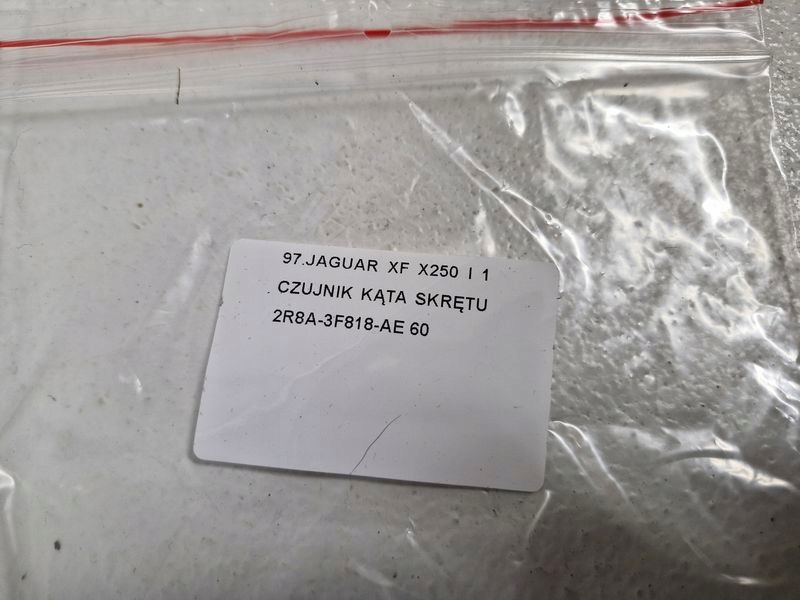 97.JAGUAR XF X250 I 1
CZUJNIK KĄTA SKRĘTU
2R8A-3F818-AE 60